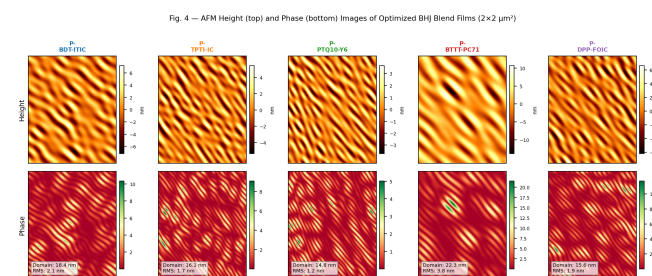 Fig. 4 — AFM Height (top) and Phase (bottom) Images of Optimized BHJ Blend Films (2×2 μm²)
P-
BDT-ITIC
P-
TPTI-IC
P-
PTQ10-Y6
P-
BTTT-PC71
P-
DPP-FOIC
Height
6
4
2
0
−2
−4
−6
nm
4
2
0
−2
−4
nm
3
2
1
0
−1
−2
−3
nm
10
5
0
−5
−10
nm
6
4
2
0
−2
Phase
10
8
6
4
2
8
6
4
2
5
4
3
2
1
20.0
17.5
15.0
12.5
10.0
7.5
5.0
2.5
10
8
6
4
2
Domain: 18.4 nm
RMS: 2.1 nm
Domain: 16.2 nm
RMS: 1.7 nm
Domain: 14.8 nm
RMS: 1.2 nm
Domain: 22.3 nm
RMS: 3.8 nm
Domain: 15.6 nm
RMS: 1.9 nm